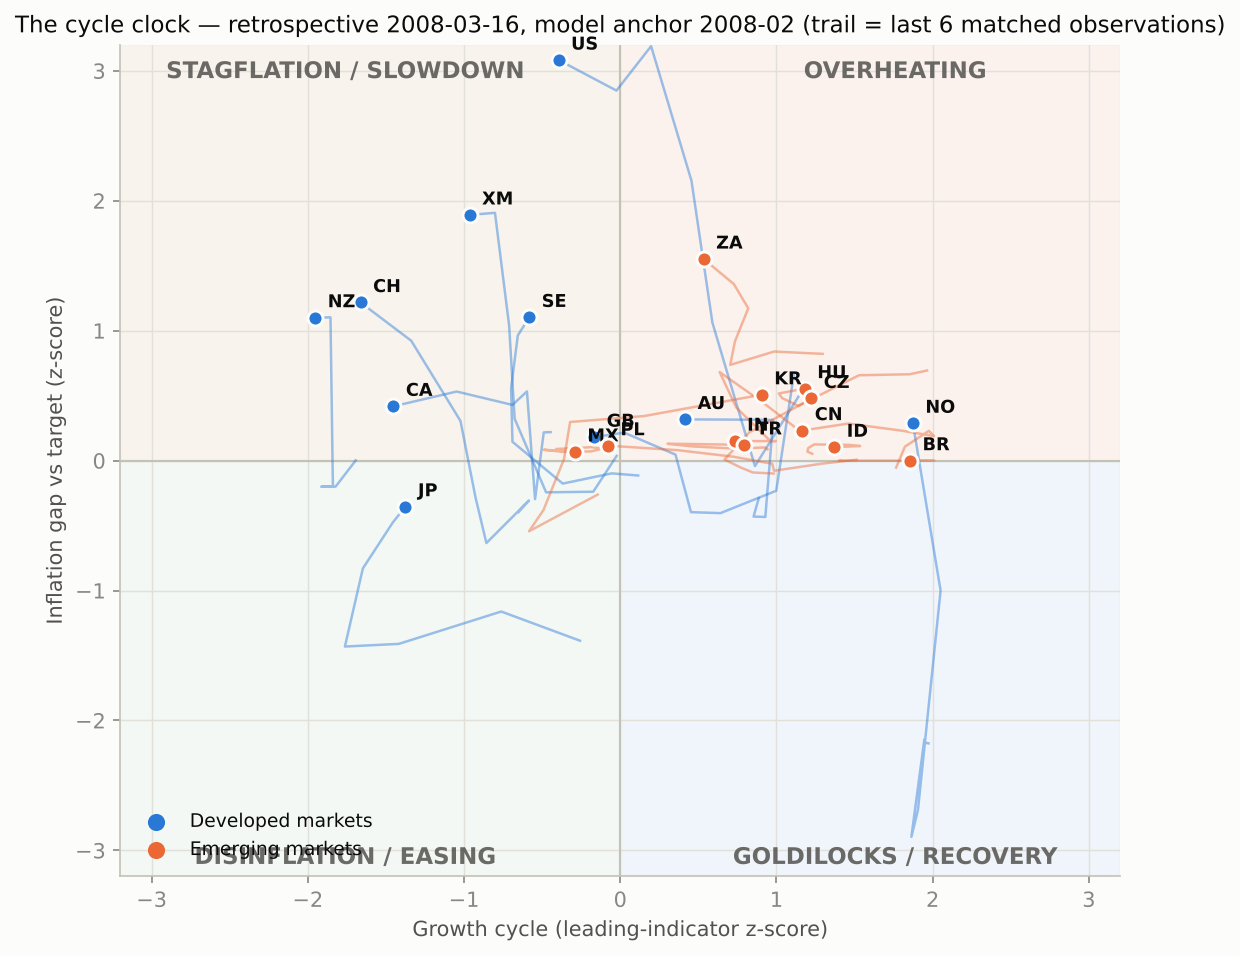 The cycle clock — retrospective 2008-03-16, model anchor 2008-02 (trail = last 6 matched observations)
US
STAGFLATION / SLOWDOWN
OVERHEATING
XM
ZA
CH
NZ
SE
HU
KR
CZ
CA
AU
NO
CN
GB
IN
TR
PL
MX
ID
BR
JP
Developed markets
Emerging markets
DISINFLATION / EASING
GOLDILOCKS / RECOVERY
3
2
1
0
−1
−2
−3
−3
−2
−1
0
1
2
3
Inflation gap vs target (z-score)
Growth cycle (leading-indicator z-score)